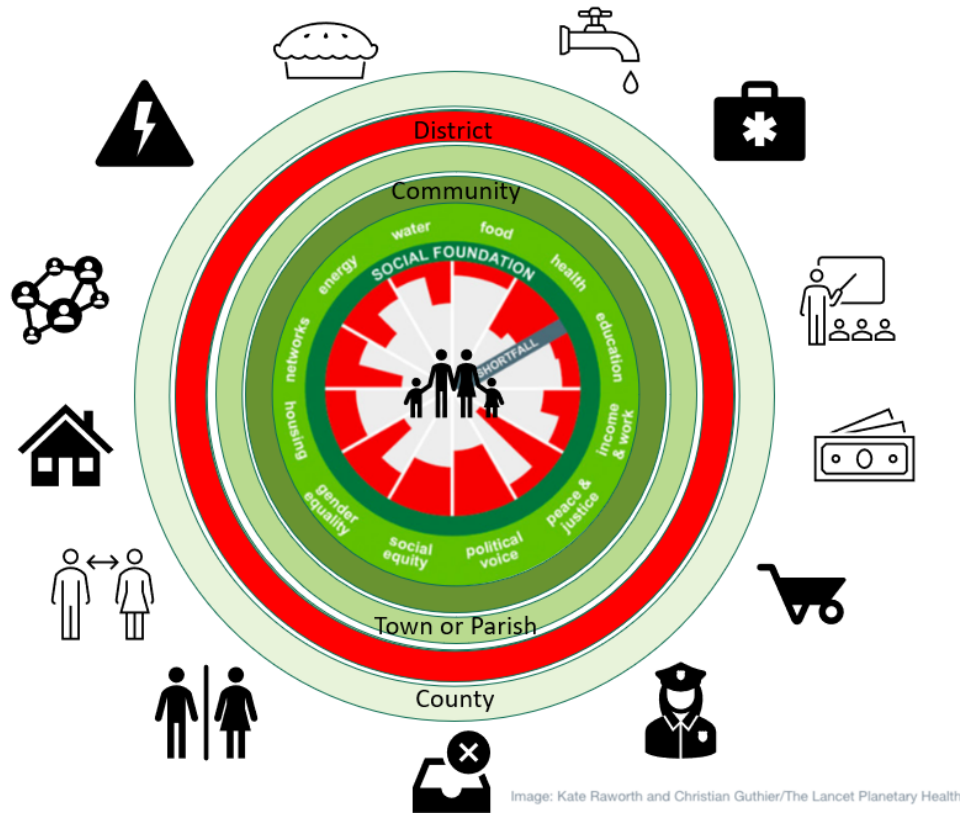 District
Community
water
food
energy
SOCIAL FOUNDATION
health
networks
SHORTFALL
education
housing
income
& work
gender
equality
peace &
justice
social
equity
political
voice
Town or Parish
County
Image: Kate Raworth and Christian Guthier/The Lancet Planetary Health